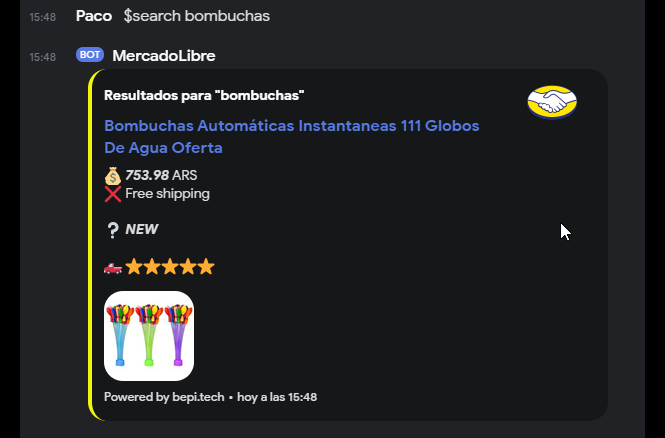 15:48 Paco $search bombuchas
15:48 BOT MercadoLibre
Resultados para "bombuchas"
Bombuchas Automáticas Instantaneas 111 Globos
De Agua Oferta
753.98 ARS
Free shipping
NEW
Powered by bepi.tech • hoy a las 15:48